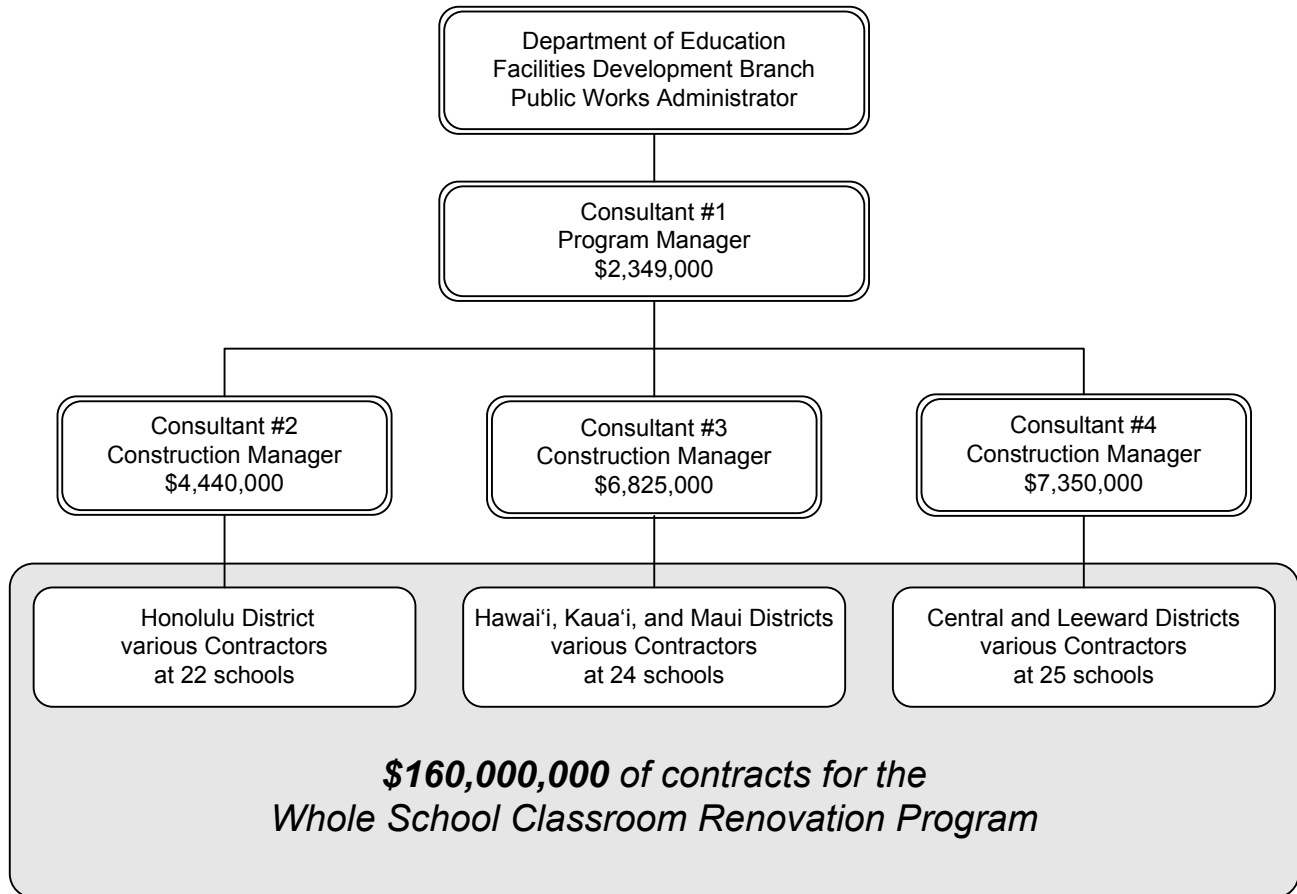 Department of Education
Facilities Development Branch
Public Works Administrator
Consultant #1
Program Manager
$2,349,000
Consultant #2
Construction Manager
$4,440,000
Consultant #3
Construction Manager
$6,825,000
Consultant #4
Construction Manager
$7,350,000
Honolulu District
various Contractors
at 22 schools
Hawai‘i, Kaua‘i, and Maui Districts
various Contractors
at 24 schools
Central and Leeward Districts
various Contractors
at 25 schools
$160,000,000 of contracts for the
Whole School Classroom Renovation Program